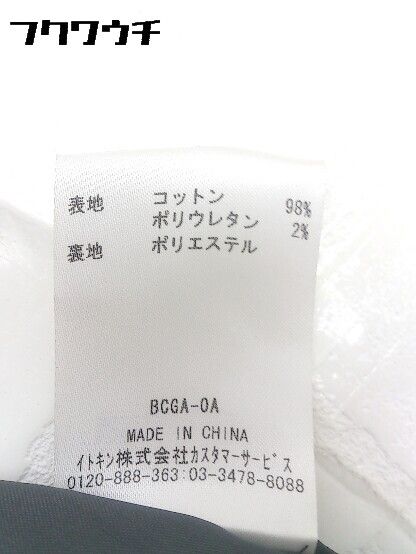 フクワウチ
表地 コットン 98%
ポリウレタン 2%
裏地 ポリエステル
BCGA-0A
MADE IN CHINA
イトキン株式会社カスタマーサービス
0120-888-363:03-3478-8088